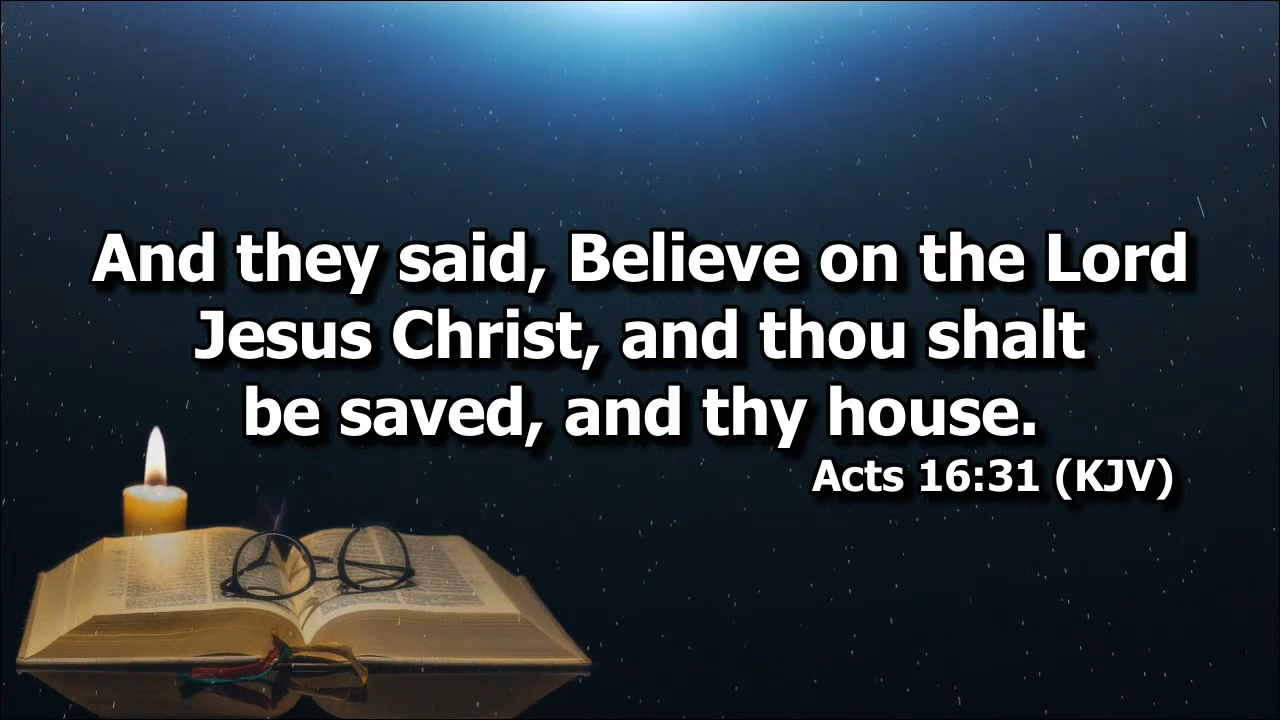 And they said, Believe on the Lord
Jesus Christ, and thou shalt
be saved, and thy house.
Acts 16:31 (KJV)